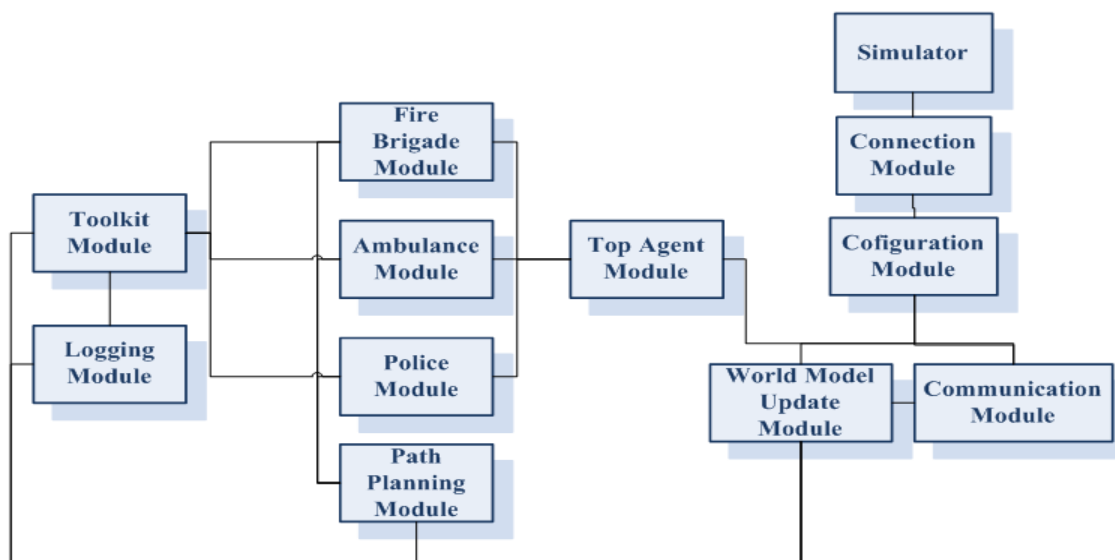 Simulator
Fire
Brigade
Module
Connection
Module
Toolkit
Module
Ambulance
Module
Top Agent
Module
Cofiguration
Module
Logging
Module
Police
Module
World Model
Update
Module
Communication
Module
Path
Planning
Module